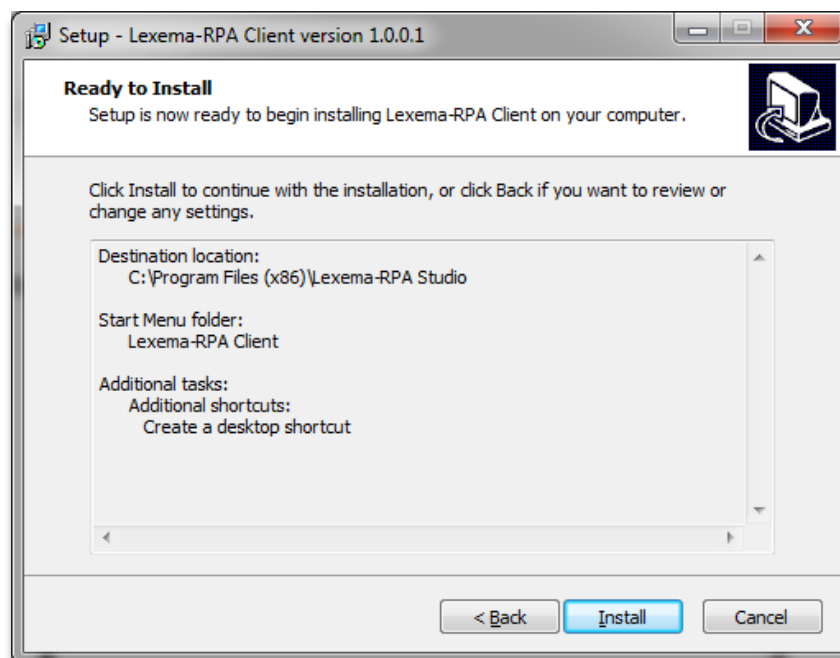 Setup - Lexema-RPA Client version 1.0.0.1
Ready to Install
Setup is now ready to begin installing Lexema-RPA Client on your computer.
Click Install to continue with the installation, or click Back if you want to review or
change any settings.
Destination location:
C:\Program Files (x86)\Lexema-RPA Studio
Start Menu folder:
Lexema-RPA Client
Additional tasks:
Additional shortcuts:
Create a desktop shortcut
< Back
Install
Cancel